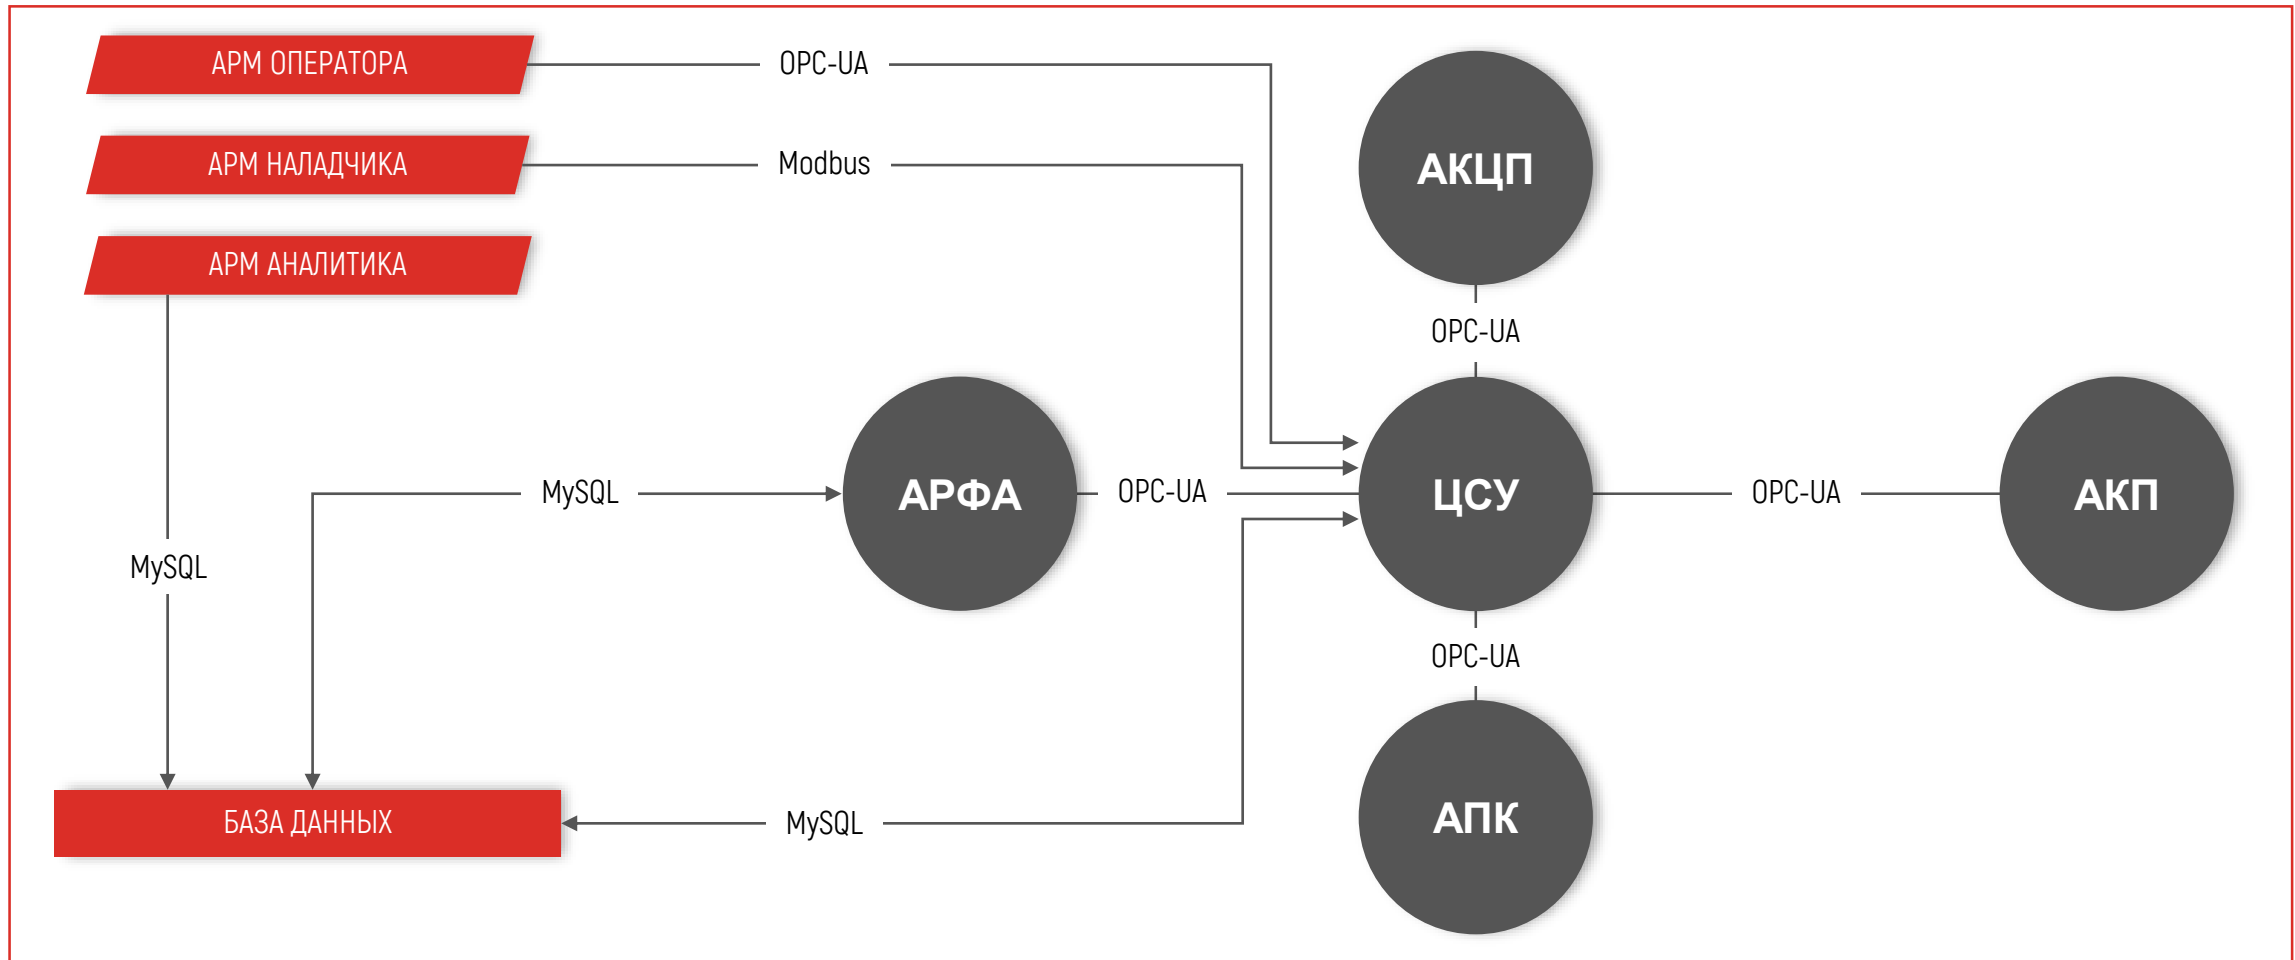 АРМ ОПЕРАТОРА
OPC-UA
АРМ НАЛАДЧИКА
Modbus
АКЦП
АРМ АНАЛИТИКА
OPC-UA
MySQL
АРФА
OPC-UA
ЦСУ
OPC-UA
АКП
MySQL
OPC-UA
БАЗА ДАННЫХ
MySQL
АПК